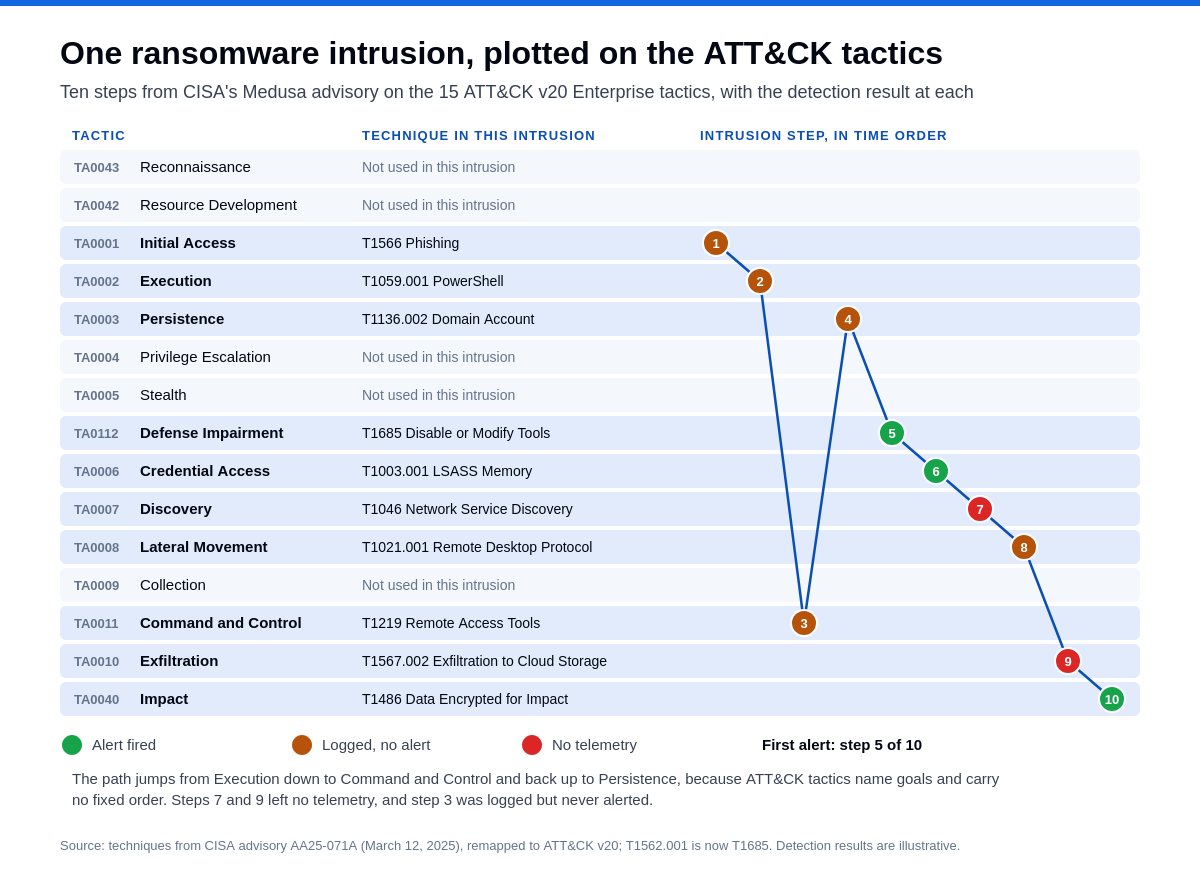 One ransomware intrusion, plotted on the ATT&CK tactics
Ten steps from CISA's Medusa advisory on the 15 ATT&CK v20 Enterprise tactics, with the detection result at each
TACTIC TECHNIQUE IN THIS INTRUSION INTRUSION STEP, IN TIME ORDER
TA0043 Reconnaissance Not used in this intrusion
TA0042 Resource Development Not used in this intrusion
TA0001 Initial Access T1566 Phishing 1
TA0002 Execution T1059.001 PowerShell 2
TA0003 Persistence T1136.002 Domain Account 4
TA0004 Privilege Escalation Not used in this intrusion
TA0005 Stealth Not used in this intrusion
TA0112 Defense Impairment T1685 Disable or Modify Tools 5
TA0006 Credential Access T1003.001 LSASS Memory 6
TA0007 Discovery T1046 Network Service Discovery 7
TA0008 Lateral Movement T1021.001 Remote Desktop Protocol 8
TA0009 Collection Not used in this intrusion
TA0011 Command and Control T1219 Remote Access Tools 3
TA0010 Exfiltration T1567.002 Exfiltration to Cloud Storage 9
TA0040 Impact T1486 Data Encrypted for Impact 10
Alert fired Logged, no alert No telemetry First alert: step 5 of 10
The path jumps from Execution down to Command and Control and back up to Persistence, because ATT&CK tactics name goals and carry
no fixed order. Steps 7 and 9 left no telemetry, and step 3 was logged but never alerted.
Source: techniques from CISA advisory AA25-071A (March 12, 2025), remapped to ATT&CK v20; T1562.001 is now T1685. Detection results are illustrative.